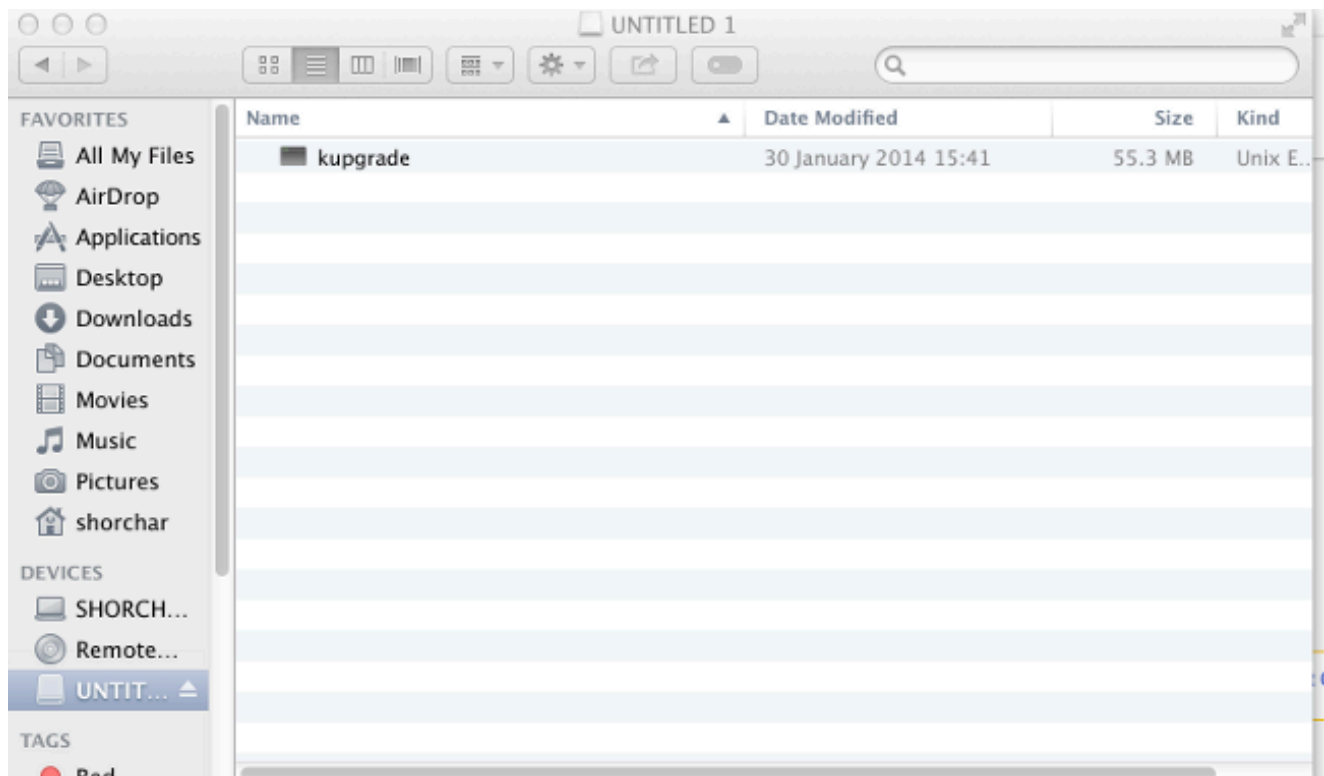 UNTITLED 1
FAVORITES
All My Files
AirDrop
Applications
Desktop
Downloads
Documents
Movies
Music
Pictures
shorchar
DEVICES
SHORCH...
Remote...
UNTIT...
TAGS
Red
Name Date Modified Size Kind
kupgrade 30 January 2014 15:41 55.3 MB Unix E...